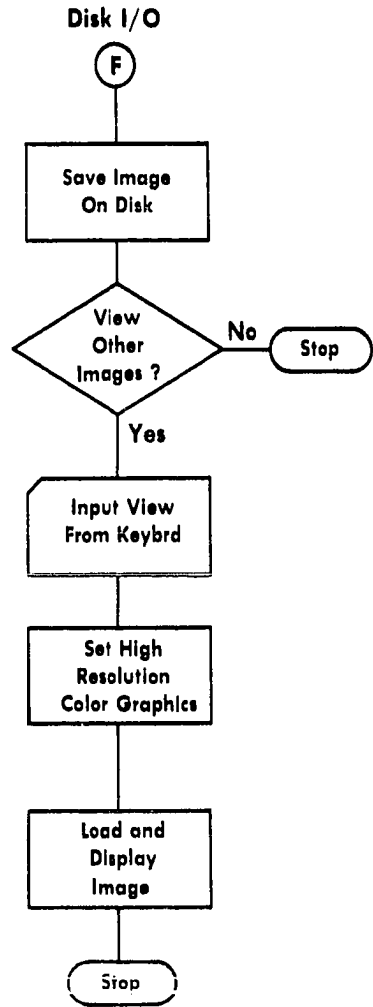 Disk I/O
F
Save Image
On Disk
View
Other
Images ?
No
Stop
Yes
Input View
From Keybrd
Set High
Resolution
Color Graphics
Load and
Display
Image
Stop